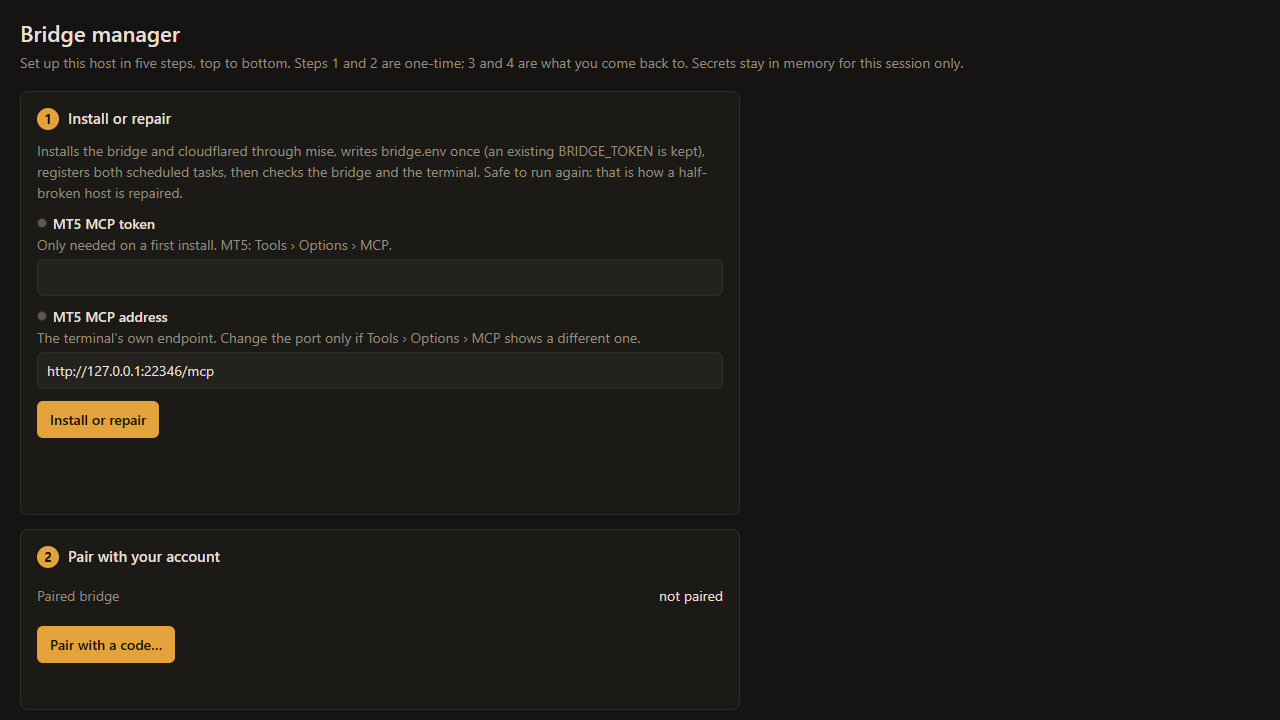 Bridge manager
Set up this host in five steps, top to bottom. Steps 1 and 2 are one-time; 3 and 4 are what you come back to. Secrets stay in memory for this session only.
1 Install or repair
Installs the bridge and cloudflared through mise, writes bridge.env once (an existing BRIDGE_TOKEN is kept),
registers both scheduled tasks, then checks the bridge and the terminal. Safe to run again: that is how a half-
broken host is repaired.
MT5 MCP token
Only needed on a first install. MT5: Tools › Options › MCP.
MT5 MCP address
The terminal's own endpoint. Change the port only if Tools › Options › MCP shows a different one.
http://127.0.0.1:22346/mcp
Install or repair
2 Pair with your account
Paired bridge not paired
Pair with a code...